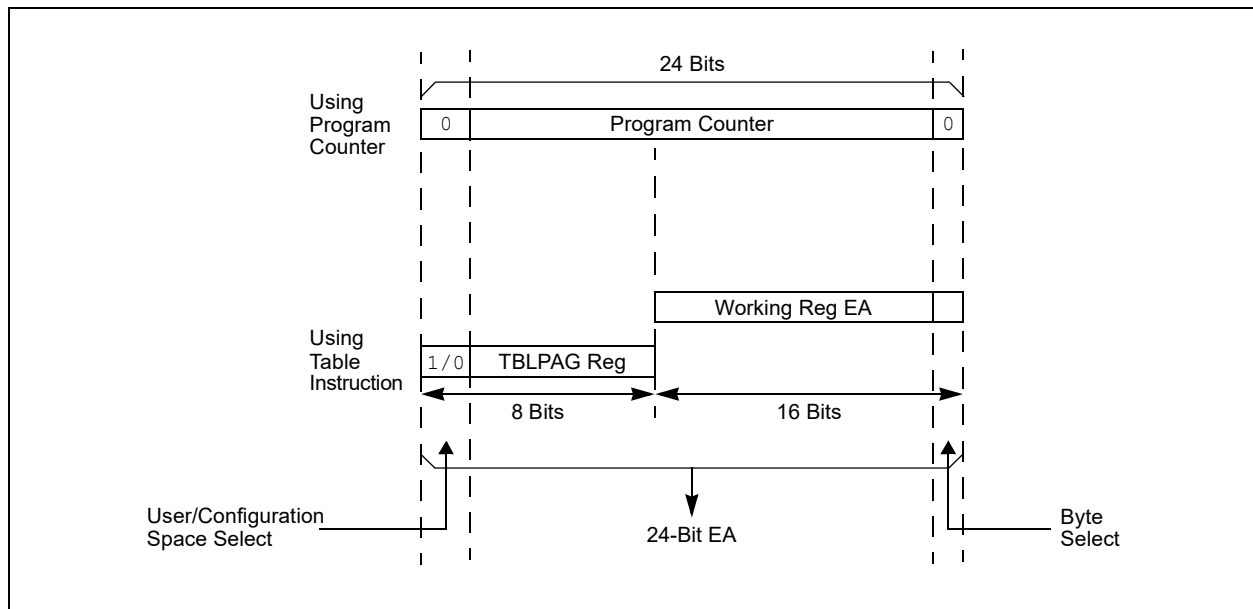 24 Bits
Using
Program
Counter
0
Program Counter
0
Working Reg EA
Using
Table
Instruction
1/0
TBLPAG Reg
8 Bits
16 Bits
User/Configuration
Space Select
24-Bit EA
Byte
Select